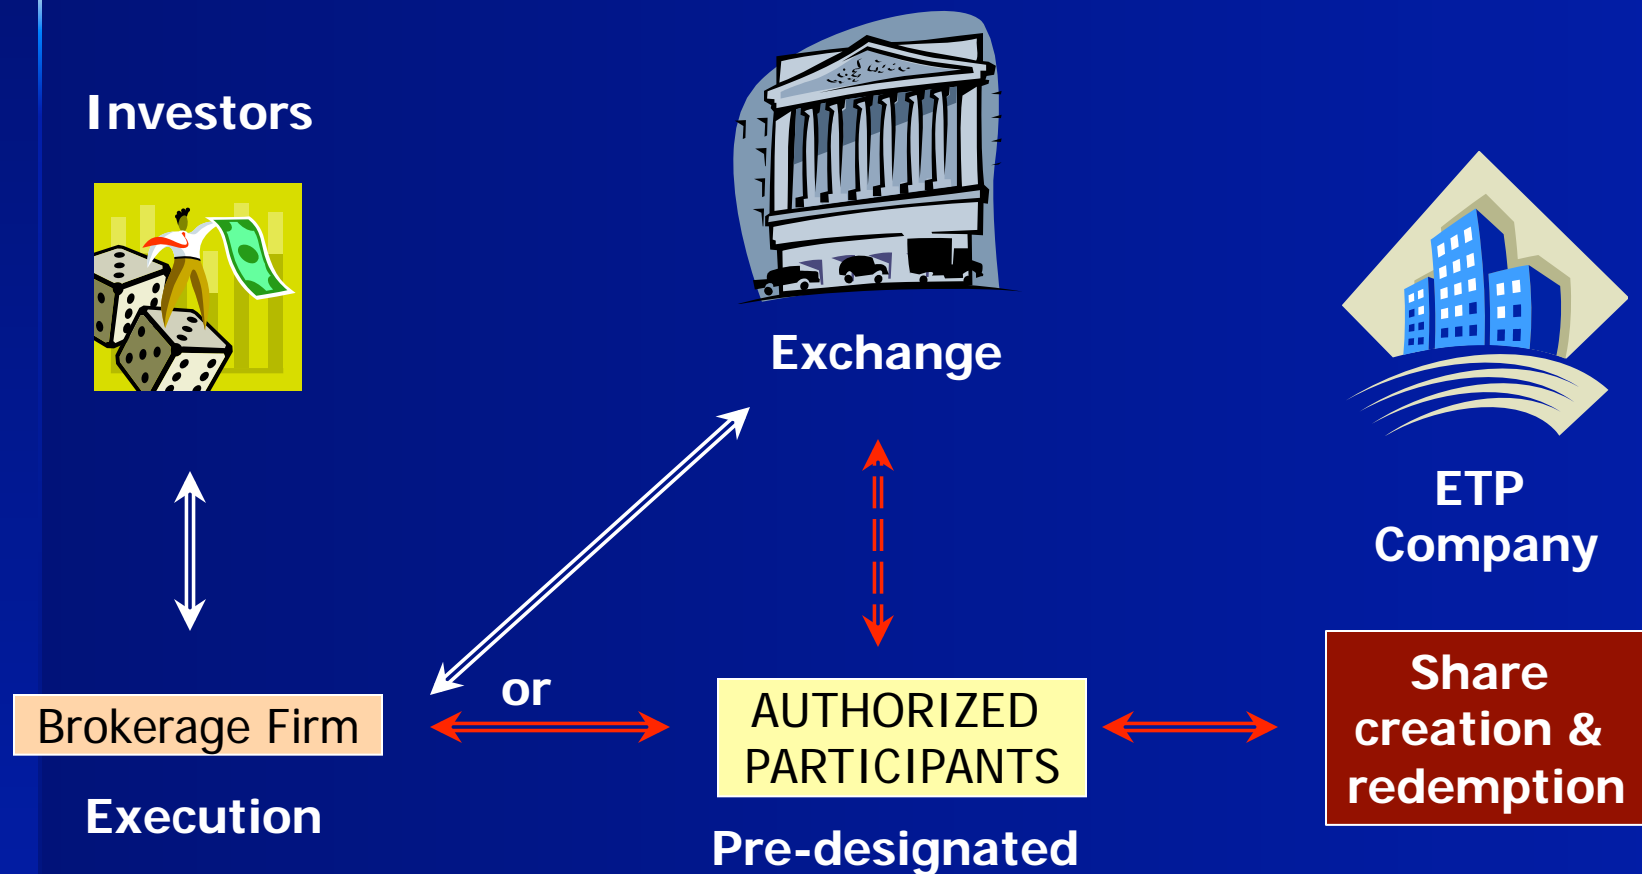 Investors
Exchange
ETP
Company
or
Brokerage Firm
Execution
AUTHORIZED
PARTICIPANTS
Pre-designated
Share
creation &
redemption